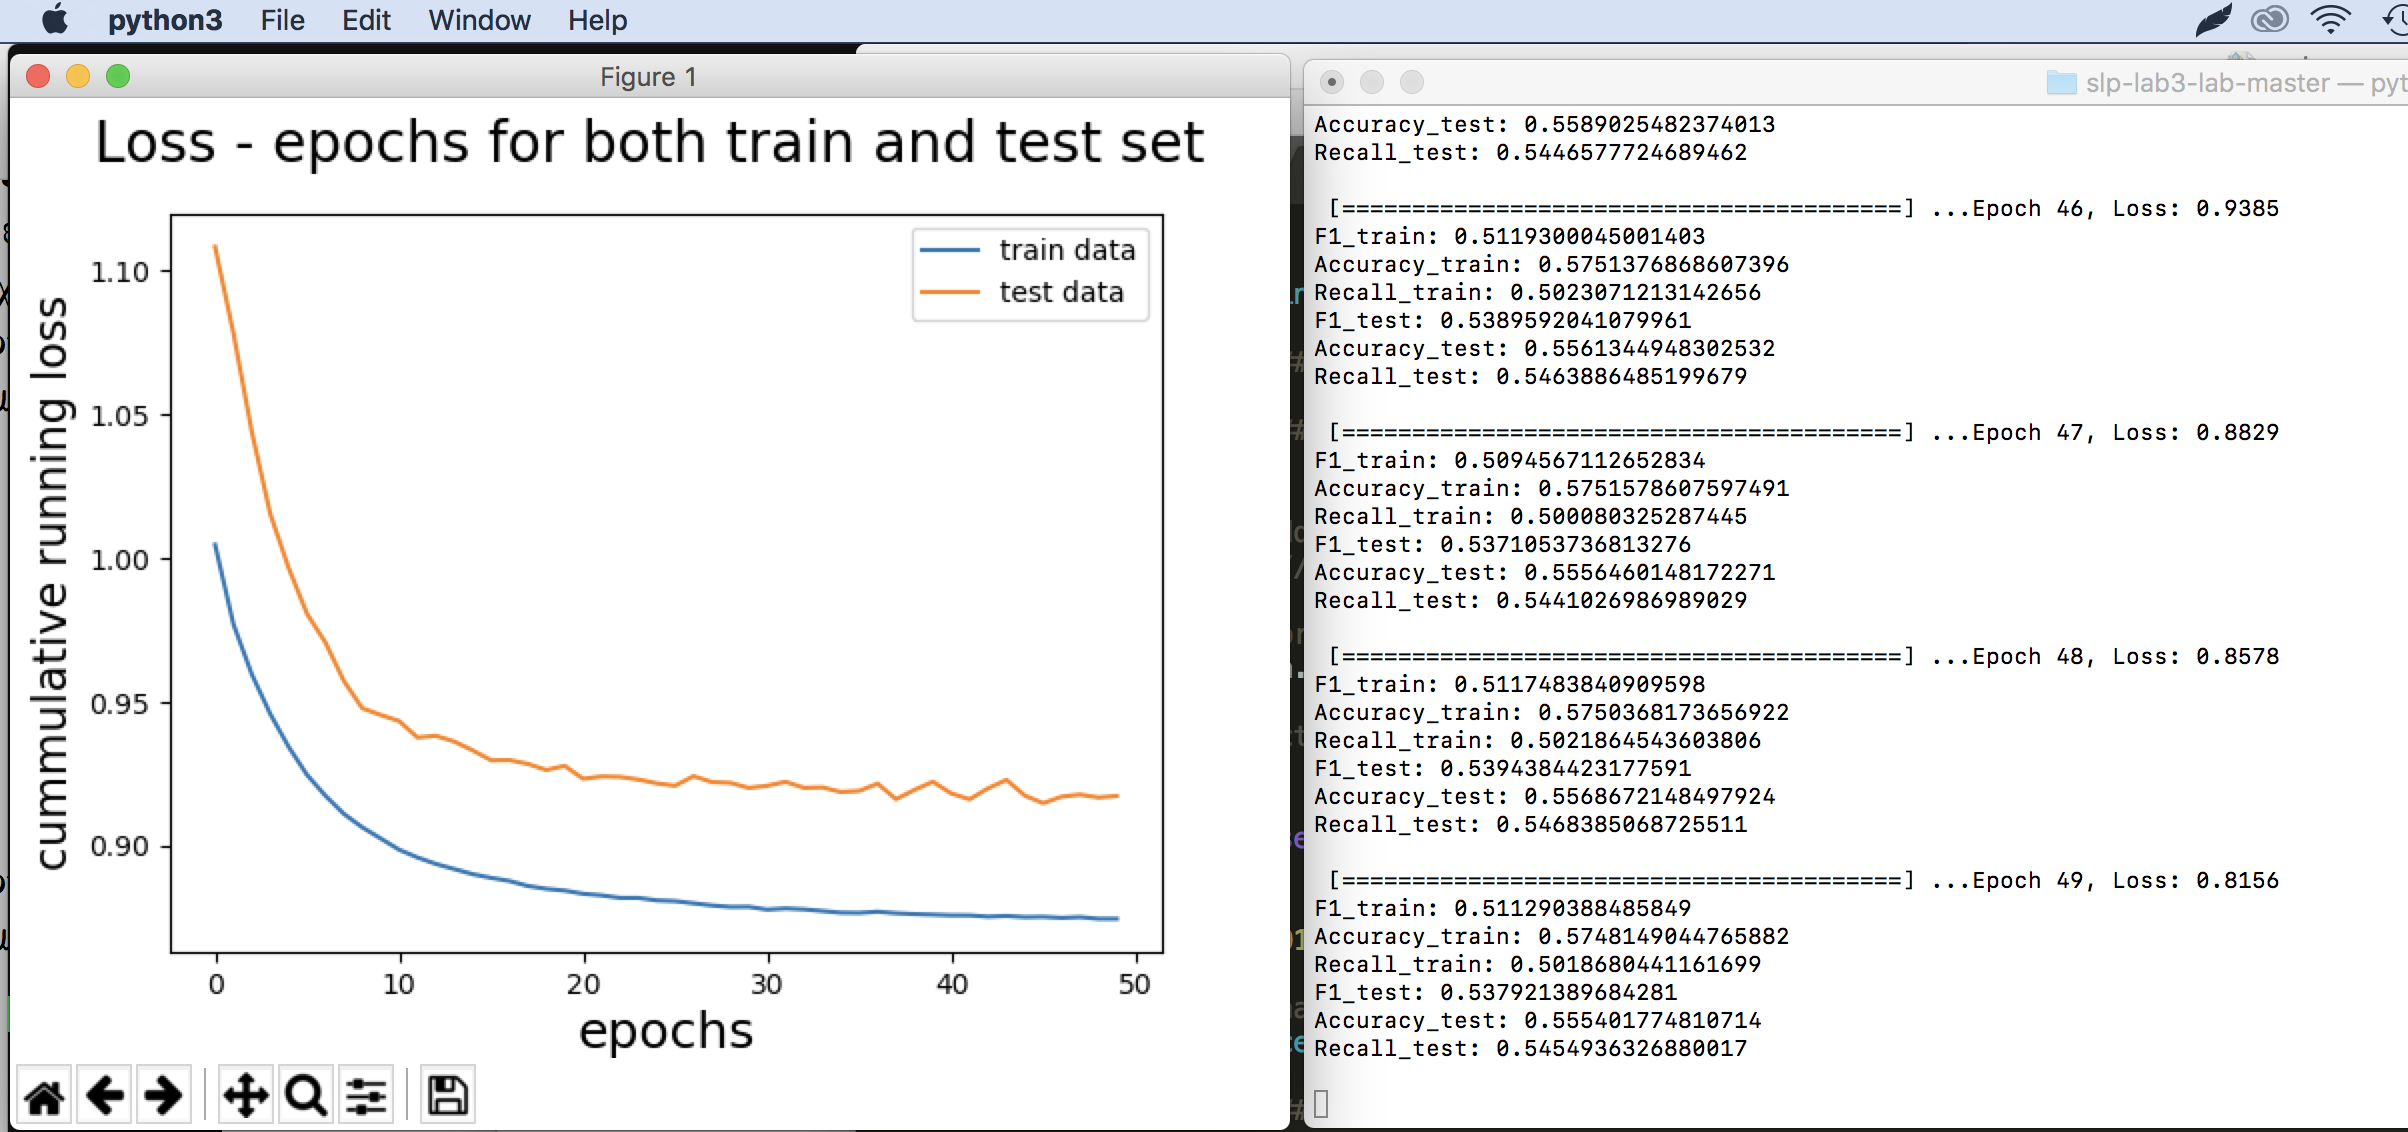 python3 File Edit Window Help
Figure 1
Loss - epochs for both train and test set
train data
test data
cummulative running loss
1.10
1.05
1.00
0.95
0.90
0 10 20 30 40 50
epochs
slp-lab3-lab-master —
Accuracy_test: 0.5589025482374013
Recall_test: 0.5446577724689462
[========================================] ...Epoch 46, Loss: 0.9385
F1_train: 0.5119300045001403
Accuracy_train: 0.5751376868607396
Recall_train: 0.5023071213142656
F1_test: 0.5389592041079961
Accuracy_test: 0.5561344948302532
Recall_test: 0.5463886485199679
[========================================] ...Epoch 47, Loss: 0.8829
F1_train: 0.5094567112652834
Accuracy_train: 0.5751578607597491
Recall_train: 0.500080325287445
F1_test: 0.5371053736813276
Accuracy_test: 0.5556460148172271
Recall_test: 0.5441026986989029
[========================================] ...Epoch 48, Loss: 0.8578
F1_train: 0.5117483840909598
Accuracy_train: 0.5750368173656922
Recall_train: 0.5021864543603806
F1_test: 0.5394384423177591
Accuracy_test: 0.5568672148497924
Recall_test: 0.5468385068725511
[========================================] ...Epoch 49, Loss: 0.8156
F1_train: 0.511290388485849
Accuracy_train: 0.5748149044765882
Recall_train: 0.5018680441161699
F1_test: 0.537921389684281
Accuracy_test: 0.555401774810714
Recall_test: 0.5454936326880017